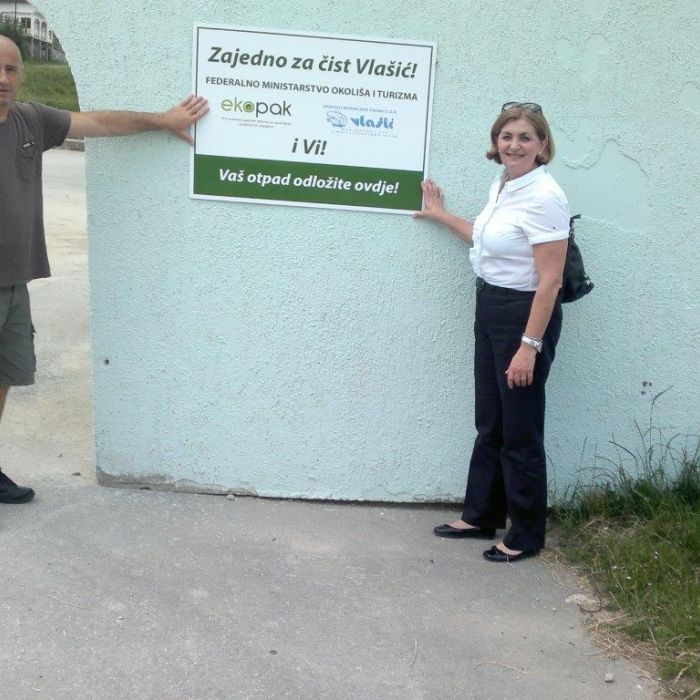 Zajedno za čist Vlašić!
FEDERALNO MINISTARSTVO OKOLIŠA I TURIZMA
ekopak
vlašić
i Vi!
Vaš otpad odložite ovdje!